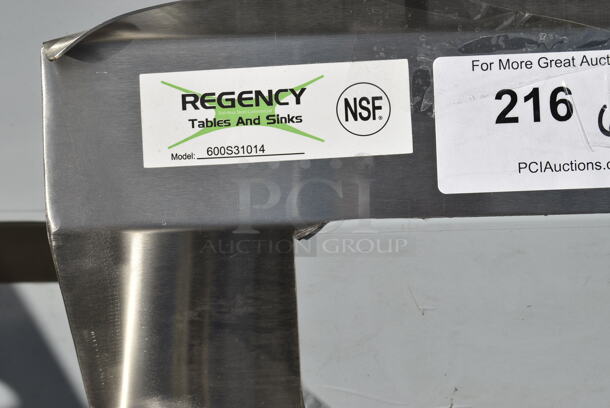 REGENCY
Tables And Sinks
Model: 600S31014
NSF®
For More Great Auct
216
PCIAuctions.c
PCI
AUCTION GROUP